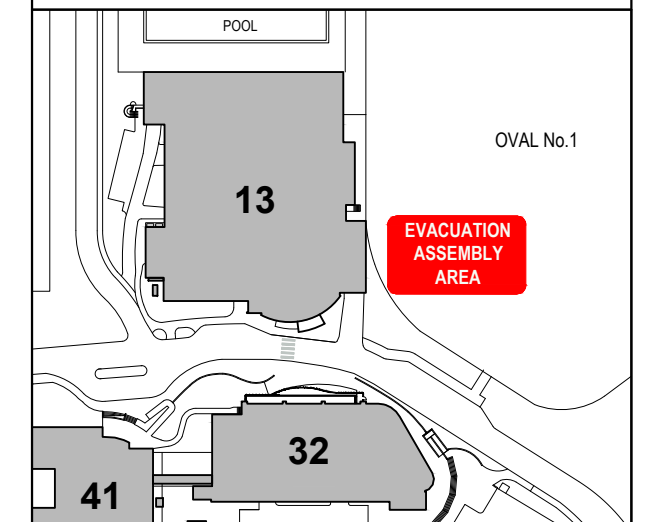 POOL
OVAL No.1
13
EVACUATION
ASSEMBLY
AREA
32
41